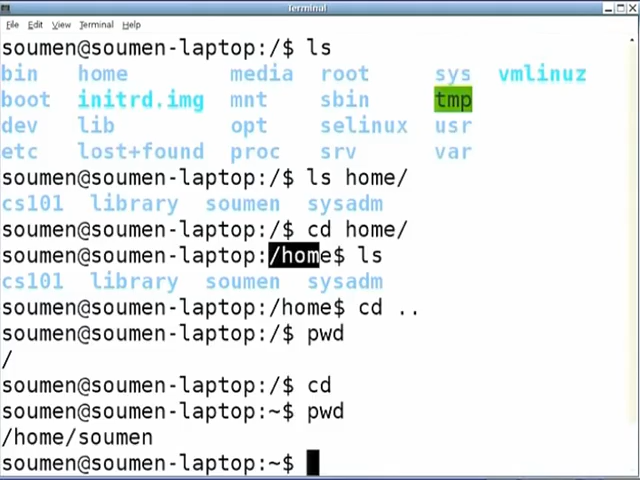 Terminal
File Edit View Terminal Help
soumen@soumen-laptop:/$ ls
bin home media root sys vmlinuz
boot initrd.img mnt sbin tmp
dev lib opt selinux usr
etc lost+found proc srv var
soumen@soumen-laptop:/$ ls home/
cs101 library soumen sysadm
soumen@soumen-laptop:/$ cd home/
soumen@soumen-laptop:/home$ ls
cs101 library soumen sysadm
soumen@soumen-laptop:/home$ cd ..
soumen@soumen-laptop:/$ pwd
/
soumen@soumen-laptop:/$ cd
soumen@soumen-laptop:~$ pwd
/home/soumen
soumen@soumen-laptop:~$